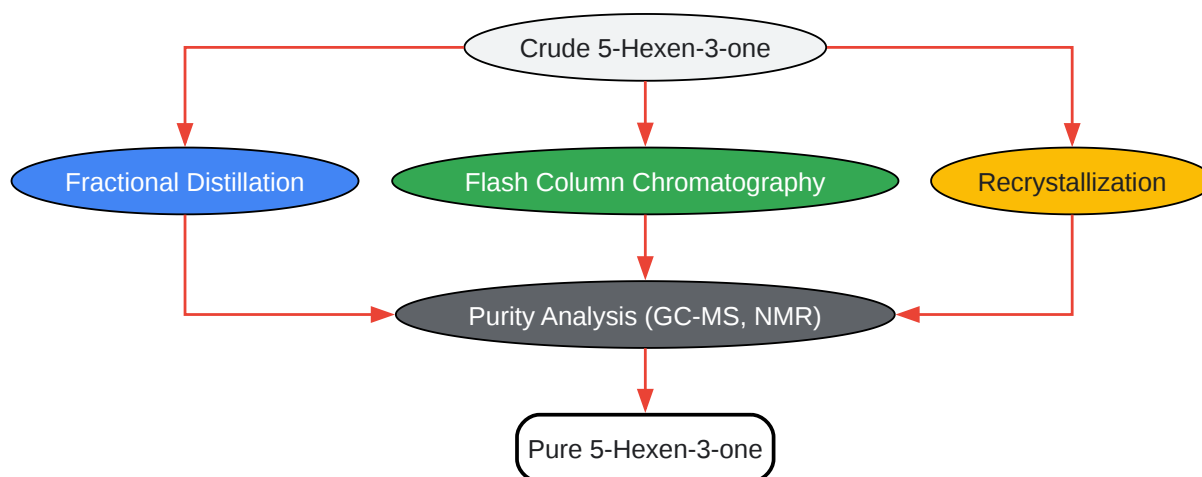 Crude 5-Hexen-3-one
Fractional Distillation
Flash Column Chromatography
Recrystallization
Purity Analysis (GC-MS, NMR)
Pure 5-Hexen-3-one